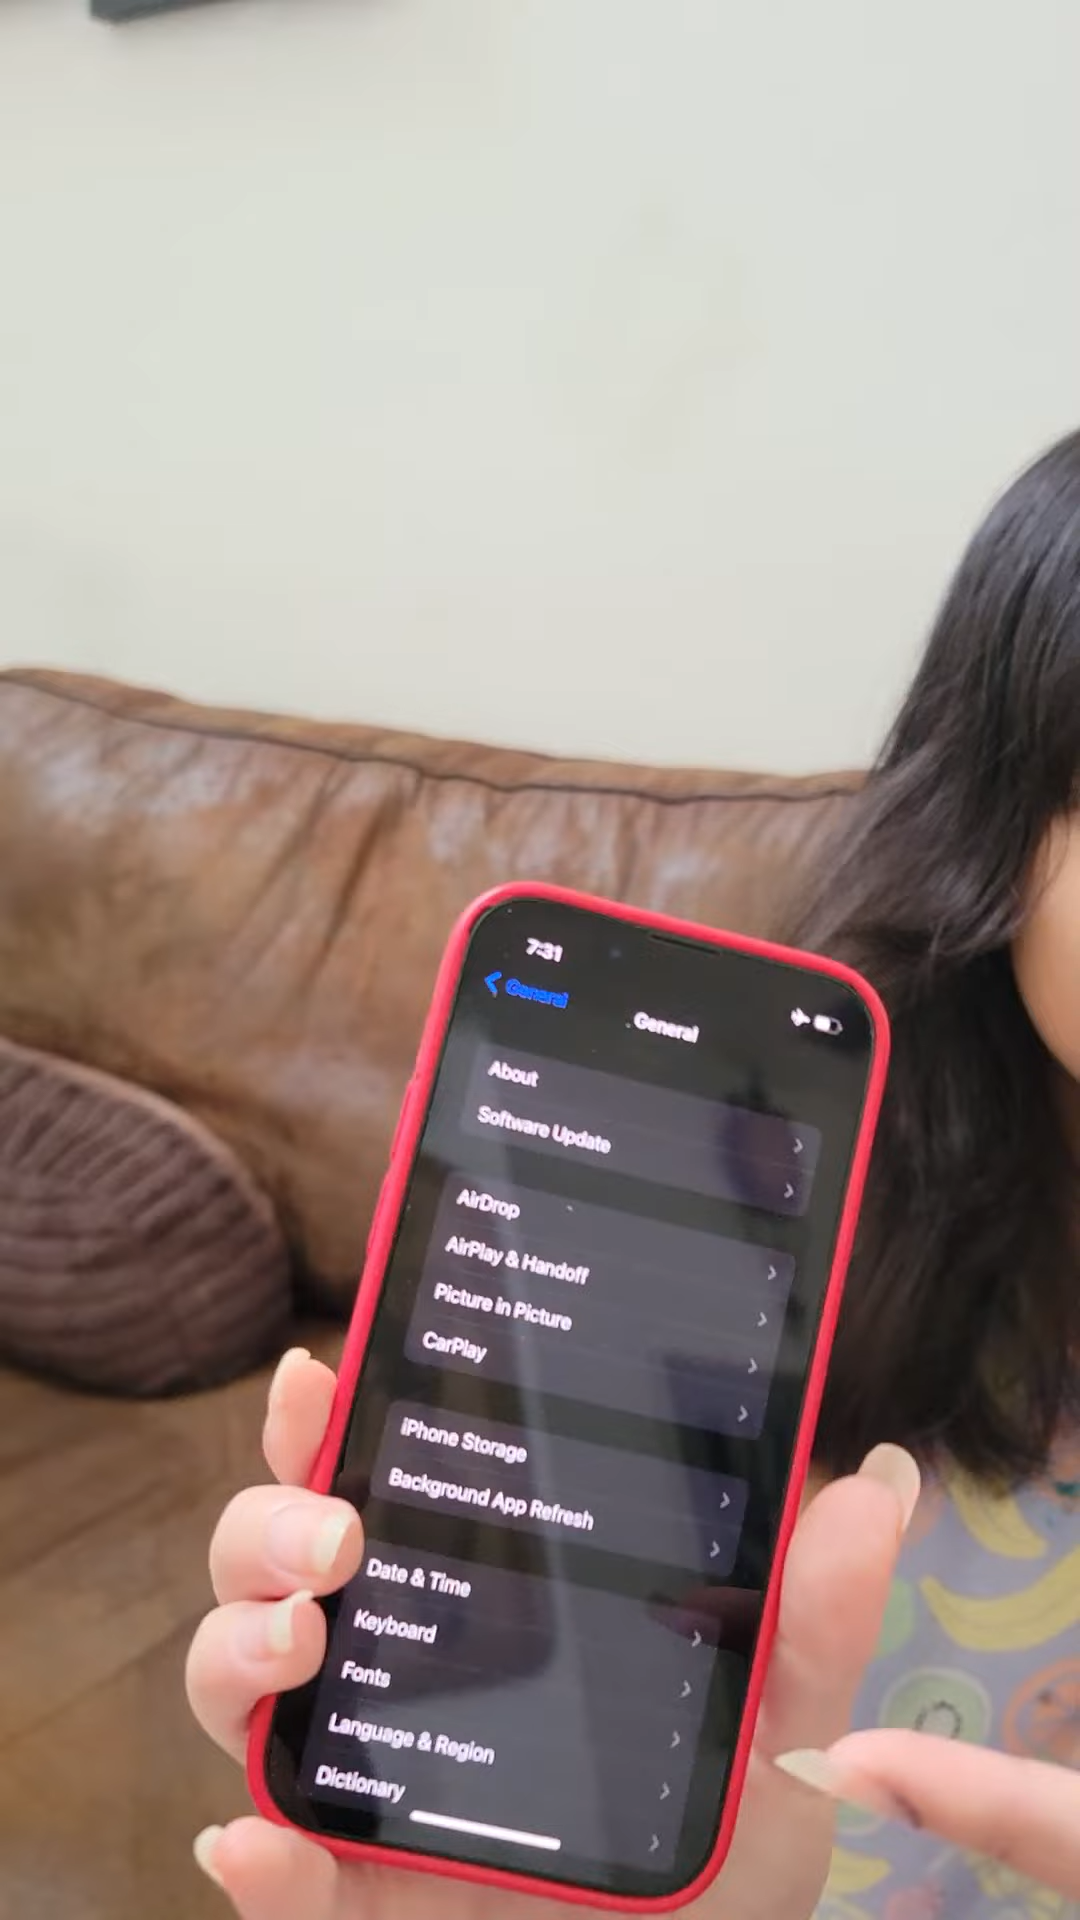 7:31
General
General
About
Software Update
AirDrop
AirPlay & Handoff
Picture in Picture
CarPlay
iPhone Storage
Background App Refresh
Date & Time
Keyboard
Fonts
Language & Region
Dictionary